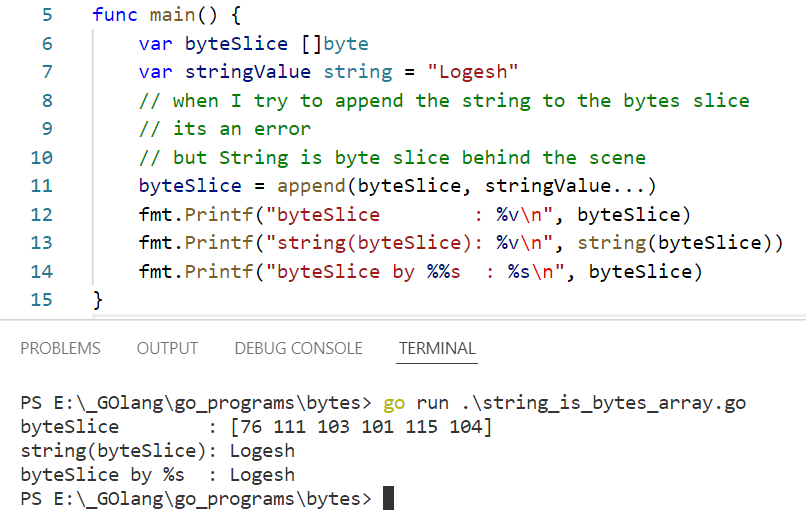 5 func main() {
6     var byteSlice []byte
7     var stringValue string = "Logesh"
8     // when I try to append the string to the bytes slice
9     // its an error
10     // but String is byte slice behind the scene
11     byteSlice = append(byteSlice, stringValue...)
12     fmt.Printf("byteSlice        : %v\n", byteSlice)
13     fmt.Printf("string(byteSlice): %v\n", string(byteSlice))
14     fmt.Printf("byteSlice by %%s  : %s\n", byteSlice)
15 }
PROBLEMS OUTPUT DEBUG CONSOLE TERMINAL
PS E:\_GOlang\go_programs\bytes> go run .\string_is_bytes_array.go
byteSlice        : [76 111 103 101 115 104]
string(byteSlice): Logesh
byteSlice by %s  : Logesh
PS E:\_GOlang\go_programs\bytes>